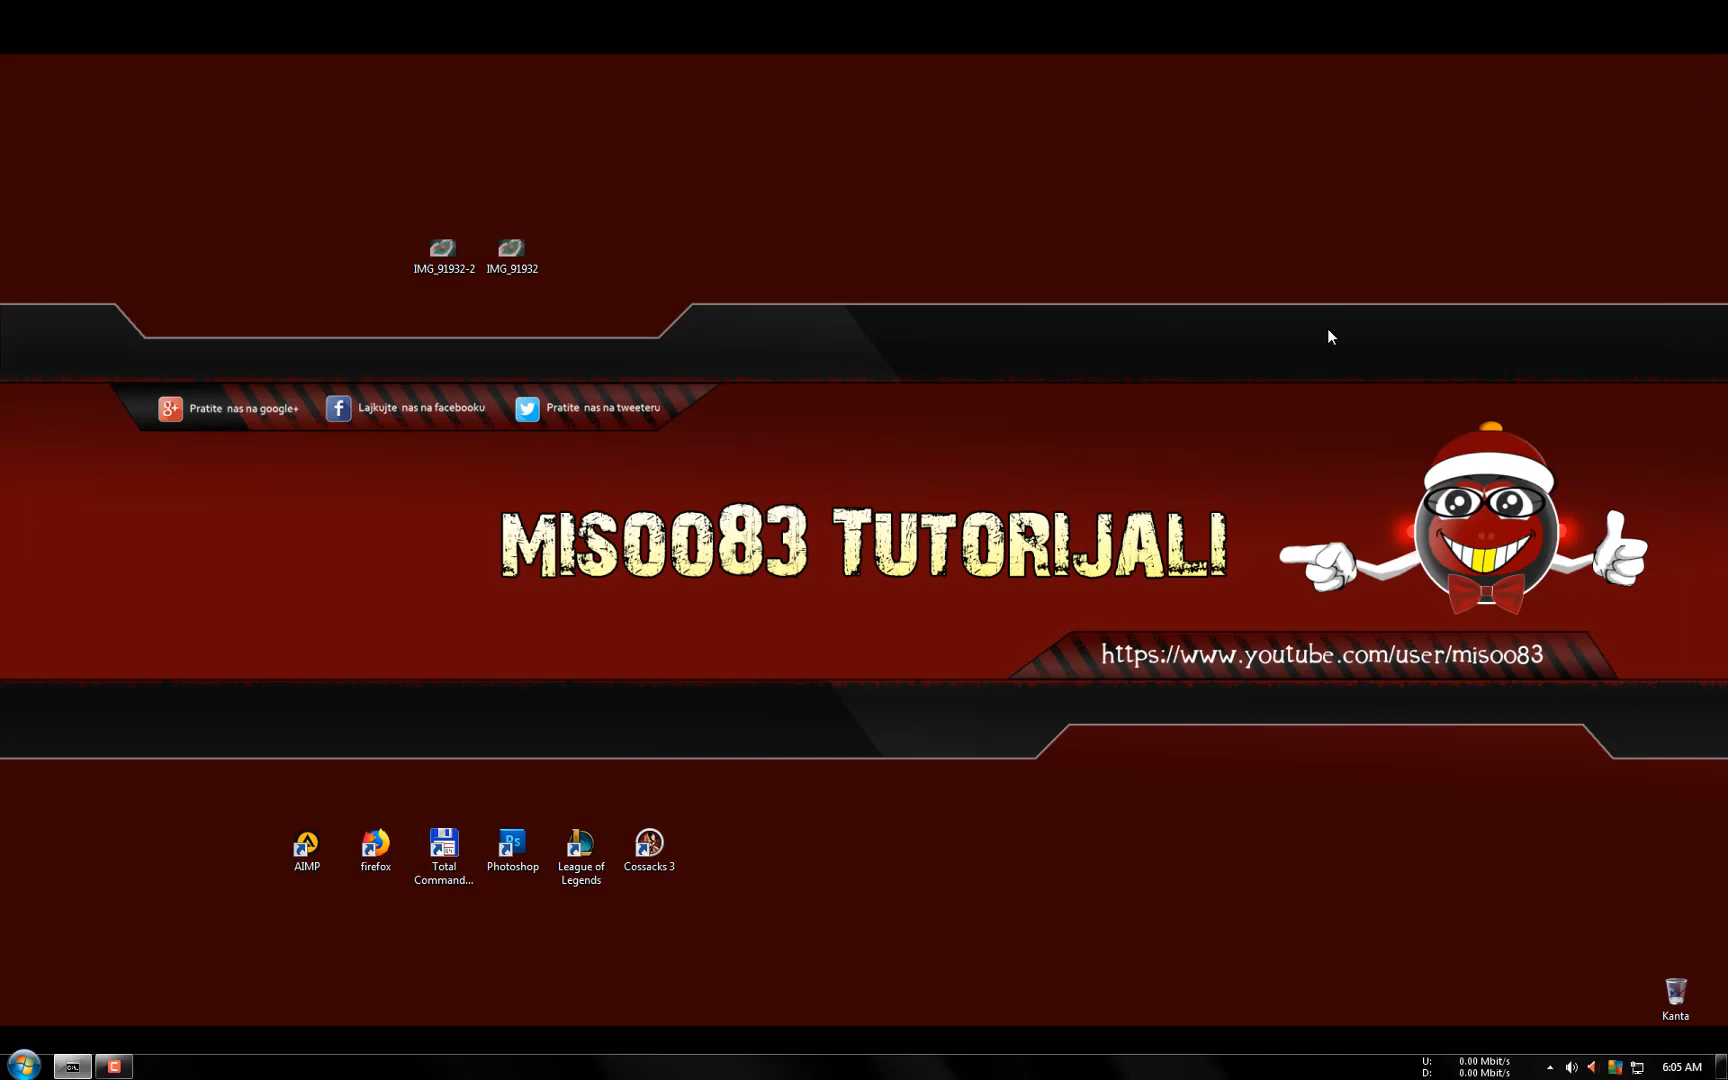 IMG_91932-2
IMG_91932
Pratite nas na google+
Lajkujte nas na facebooku
Pratite nas na tweeteru
MISOO83 TUTORIJALI
https://www.youtube.com/user/misoo83
AIMP
firefox
Total
Command...
Photoshop
League of
Legends
Cossacks 3
Kanta
U: 0.00 Mbit/s
D: 0.00 Mbit/s
6:05 AM